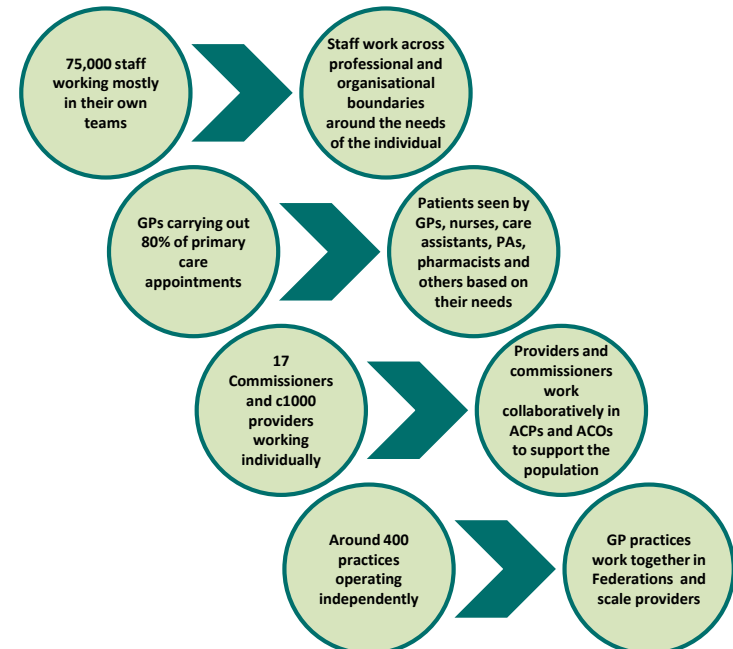 75,000 staff
working mostly
in their own
teams
Staff work across
professional and
organisational
boundaries
around the needs
of the individual
GPs carrying out
80% of primary
care
appointments
Patients seen by
GPs, nurses, care
assistants, PAs,
pharmacists and
others based on
their needs
17
Commissioners
and c1000
providers
working
individually
Providers and
commissioners
work
collaboratively in
ACPs and ACOs
to support the
population
Around 400
practices
operating
independently
GP practices
work together in
Federations and
scale providers